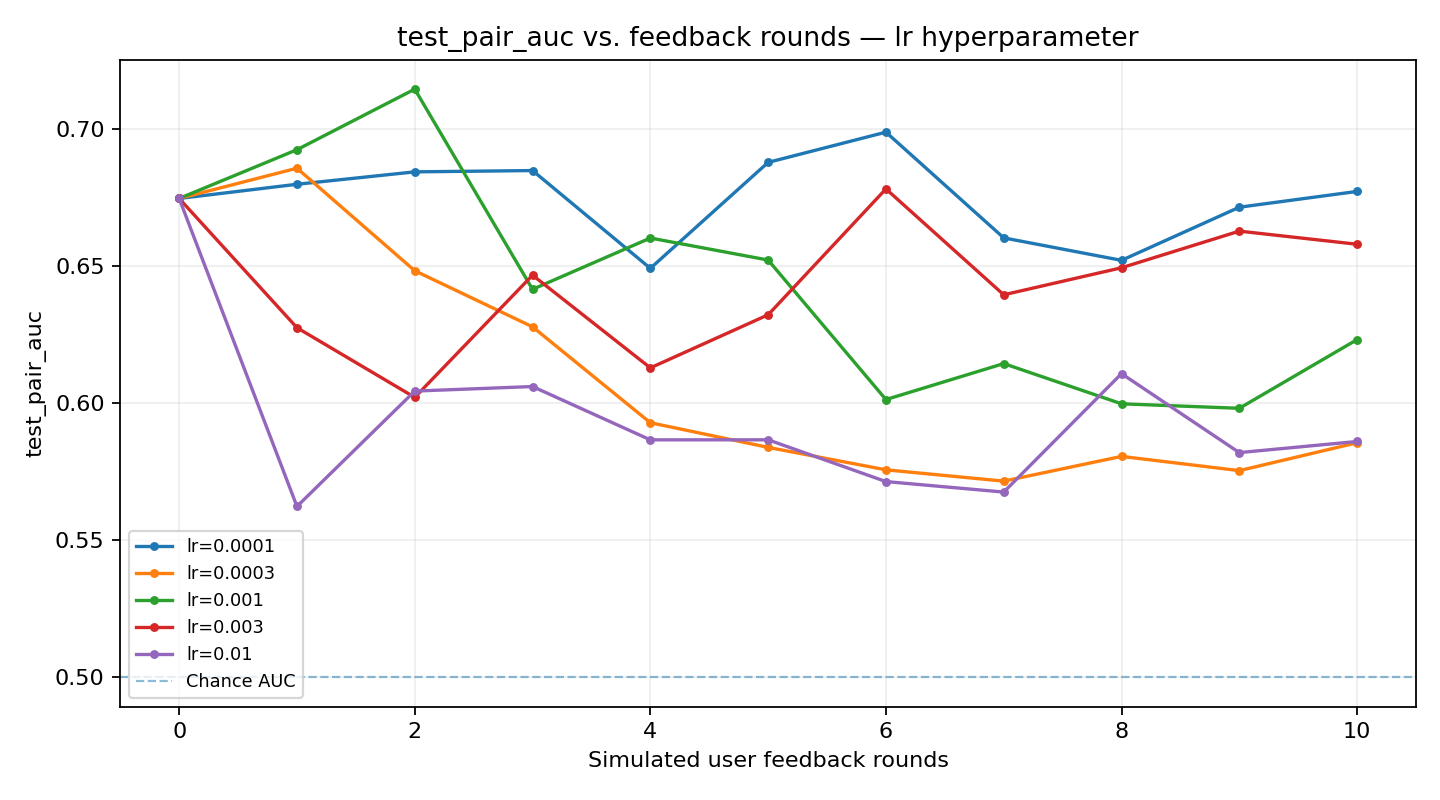 test_pair_auc vs. feedback rounds — lr hyperparameter
test_pair_auc
0.70
0.65
0.60
0.55
0.50
lr=0.0001
lr=0.0003
lr=0.001
lr=0.003
lr=0.01
Chance AUC
0 2 4 6 8 10
Simulated user feedback rounds